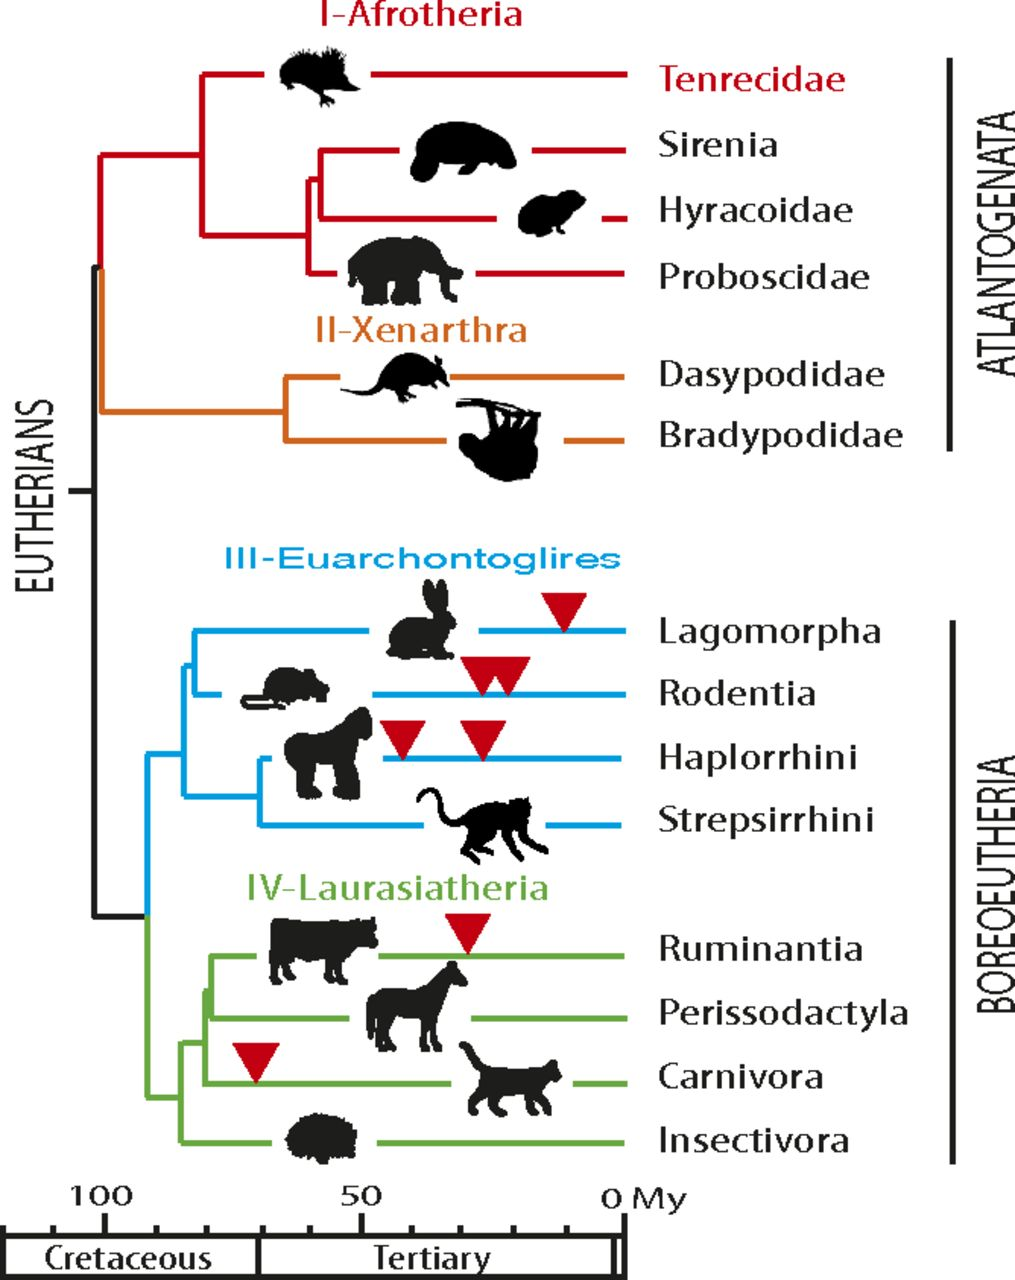 I-Afrotheria
Tenrecidae
Sirenia
Hyracoidae
Proboscidae
ATLANTOGENATA
II-Xenarthra
Dasypodidae
Bradypodidae
EUTHERIANS
III-Euarchontoglires
Lagomorpha
Rodentia
Haplorrhini
Strepsirrhini
BOREOEUTHERIA
IV-Laurasiatheria
Ruminantia
Perissodactyla
Carnivora
Insectivora
100 50 0 My
Cretaceous Tertiary